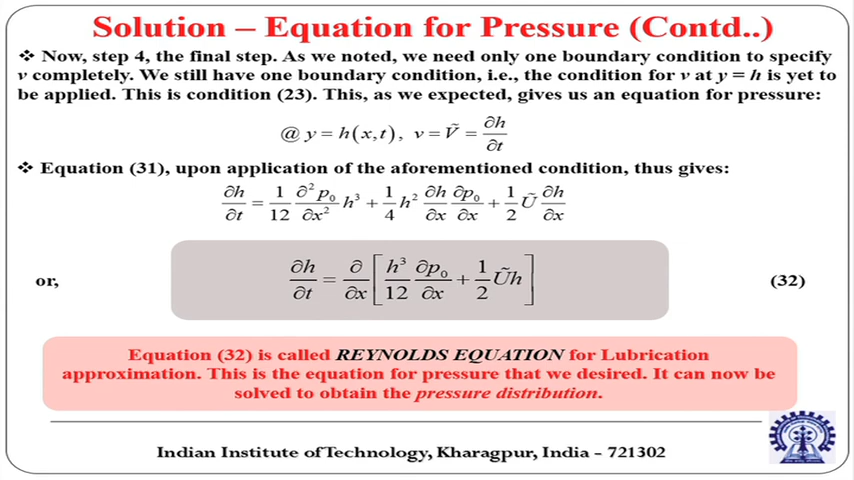 Solution – Equation for Pressure (Contd..)
❖ Now, step 4, the final step. As we noted, we need only one boundary condition to specify
v completely. We still have one boundary condition, i.e., the condition for v at y = h is yet to
be applied. This is condition (23). This, as we expected, gives us an equation for pressure:
@ y = h(x,t), v = Ṽ = ∂h/∂t
❖ Equation (31), upon application of the aforementioned condition, thus gives:
∂h/∂t = 1/12 ∂²p₀/∂x² h³ + 1/4 h² ∂h/∂x ∂p₀/∂x + 1/2 Ũ ∂h/∂x
or, ∂h/∂t = ∂/∂x [ h³/12 ∂p₀/∂x + 1/2 Ũh ] (32)
Equation (32) is called REYNOLDS EQUATION for Lubrication
approximation. This is the equation for pressure that we desired. It can now be
solved to obtain the pressure distribution.
Indian Institute of Technology, Kharagpur, India - 721302